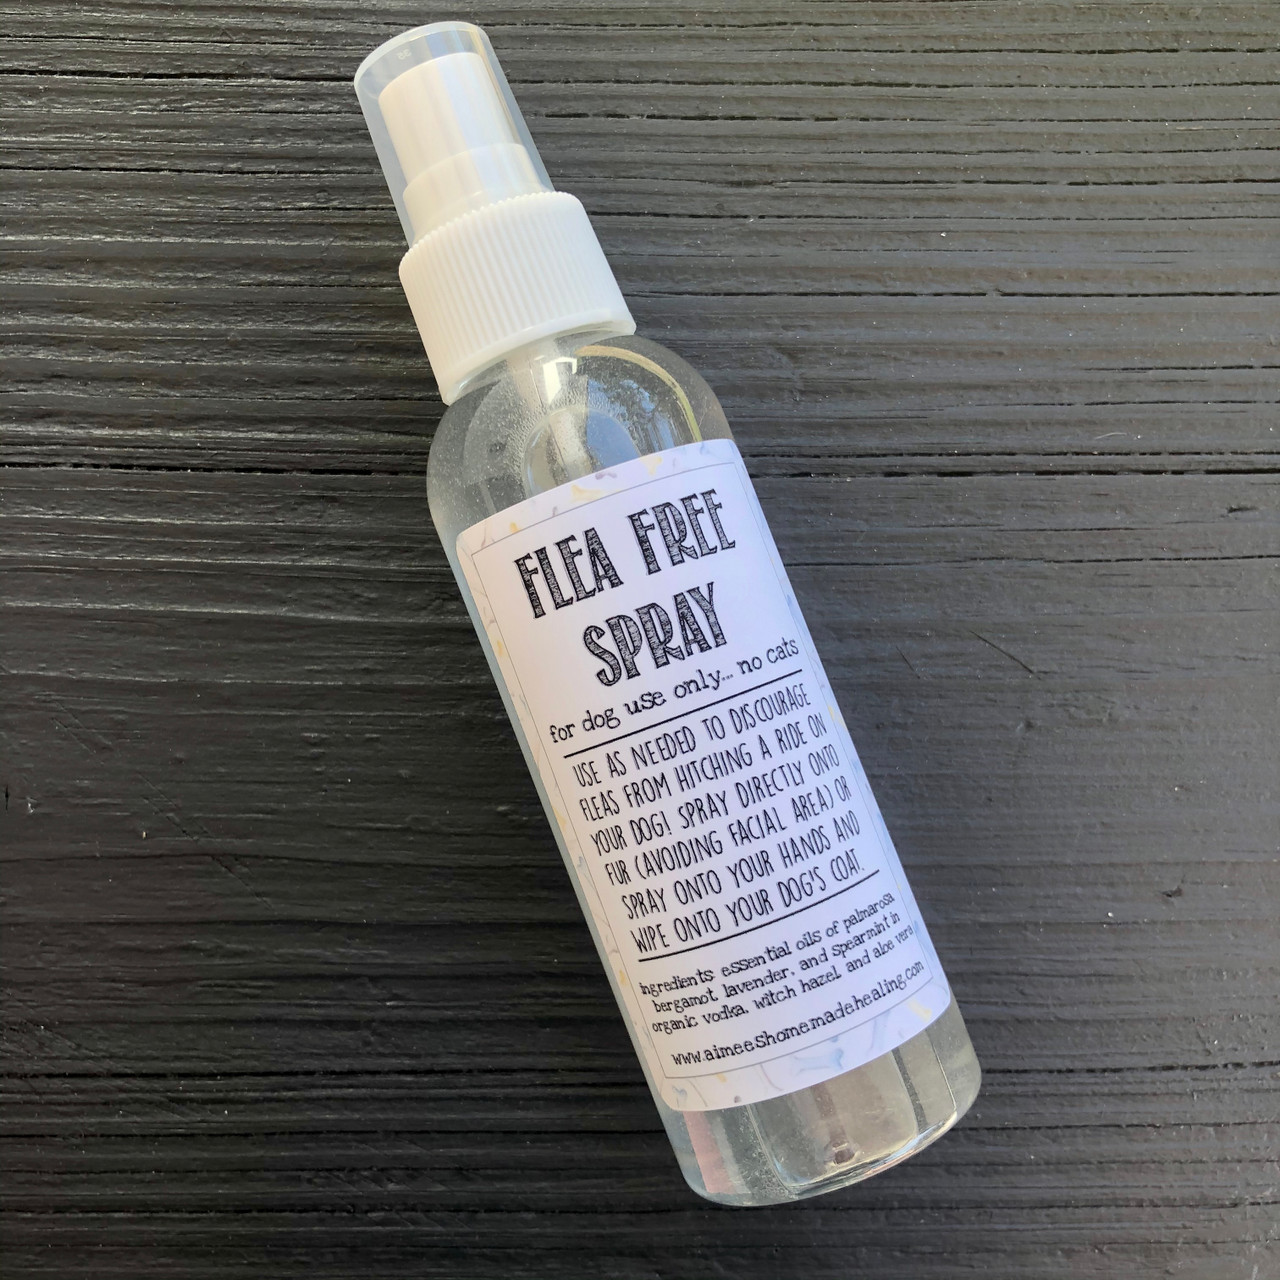 FLEA FREE
SPRAY
for dog use only... no cats
USE AS NEEDED TO DISCOURAGE
FLEAS FROM HITCHING A RIDE ON
YOUR DOG! SPRAY DIRECTLY ONTO
FUR (AVOIDING FACIAL AREA) OR
SPRAY ONTO YOUR HANDS AND
WIPE ONTO YOUR DOG'S COAT.
ingredients: essential oils of palmarosa
bergamot, lavender, and spearmint in
organic vodka, witch hazel, and aloe vera
www.aimeeshomemadehealing.com